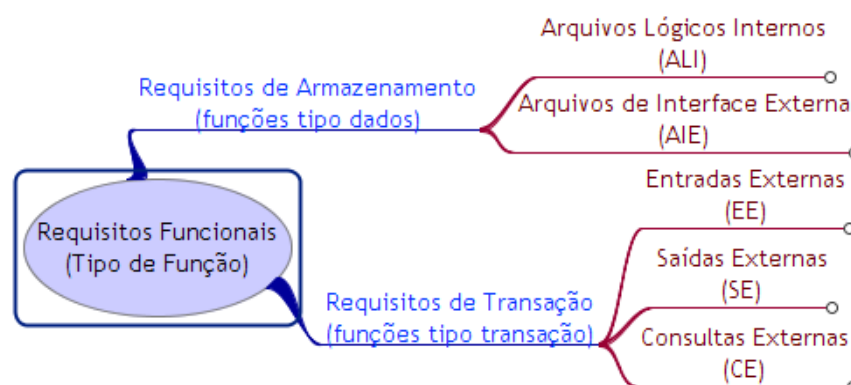 Arquivos Lógicos Internos
(ALI)
Requisitos de Armazenamento
(funções tipo dados)
Arquivos de Interface Externa
(AIE)
Requisitos Funcionais
(Tipo de Função)
Entradas Externas
(EE)
Saídas Externas
(SE)
Requisitos de Transação
(funções tipo transação)
Consultas Externas
(CE)